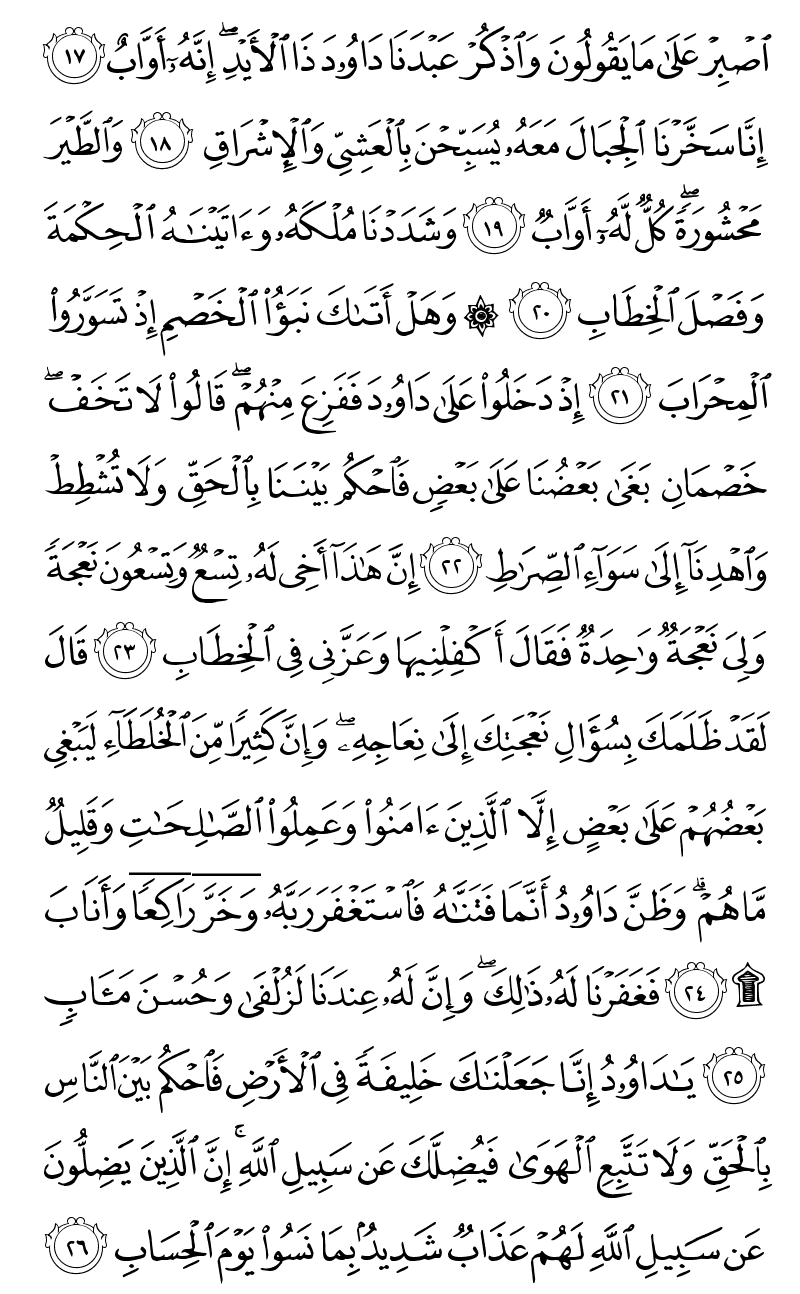 ٱصۡبِرۡ عَلَىٰ مَا يَقُولُونَ وَٱذۡكُرۡ عَبۡدَنَا دَاوُۥدَ ذَا ٱلۡأَيۡدِۖ إِنَّهُۥٓ أَوَّابٌ ١٧
إِنَّا سَخَّرۡنَا ٱلۡجِبَالَ مَعَهُۥ يُسَبِّحۡنَ بِٱلۡعَشِيِّ وَٱلۡإِشۡرَاقِ ١٨ وَٱلطَّيۡرَ
مَحۡشُورَةٗۖ كُلّٞ لَّهُۥٓ أَوَّابٞ ١٩ وَشَدَدۡنَا مُلۡكَهُۥ وَءَاتَيۡنَٰهُ ٱلۡحِكۡمَةَ
وَفَصۡلَ ٱلۡخِطَابِ ٢٠ ۞ وَهَلۡ أَتَىٰكَ نَبَؤُاْ ٱلۡخَصۡمِ إِذۡ تَسَوَّرُواْ
ٱلۡمِحۡرَابَ ٢١ إِذۡ دَخَلُواْ عَلَىٰ دَاوُۥدَ فَفَزِعَ مِنۡهُمۡۖ قَالُواْ لَا تَخَفۡۖ
خَصۡمَانِ بَغَىٰ بَعۡضُنَا عَلَىٰ بَعۡضٖ فَٱحۡكُم بَيۡنَنَا بِٱلۡحَقِّ وَلَا تُشۡطِطۡ
وَٱهۡدِنَآ إِلَىٰ سَوَآءِ ٱلصِّرَٰطِ ٢٢ إِنَّ هَٰذَآ أَخِي لَهُۥ تِسۡعٞ وَتِسۡعُونَ نَعۡجَةٗ
وَلِيَ نَعۡجَةٞ وَٰحِدَةٞ فَقَالَ أَكۡفِلۡنِيهَا وَعَزَّنِي فِي ٱلۡخِطَابِ ٢٣ قَالَ
لَقَدۡ ظَلَمَكَ بِسُؤَالِ نَعۡجَتِكَ إِلَىٰ نِعَاجِهِۦۖ وَإِنَّ كَثِيرٗا مِّنَ ٱلۡخُلَطَآءِ لَيَبۡغِي
بَعۡضُهُمۡ عَلَىٰ بَعۡضٍ إِلَّا ٱلَّذِينَ ءَامَنُواْ وَعَمِلُواْ ٱلصَّٰلِحَٰتِ وَقَلِيلٞ
مَّا هُمۡۗ وَظَنَّ دَاوُۥدُ أَنَّمَا فَتَنَّٰهُ فَٱسۡتَغۡفَرَ رَبَّهُۥ وَخَرَّۤ رَاكِعٗاۤ وَأَنَابَ
۩ ٢٤ فَغَفَرۡنَا لَهُۥ ذَٰلِكَۖ وَإِنَّ لَهُۥ عِندَنَا لَزُلۡفَىٰ وَحُسۡنَ مَـَٔابٖ
٢٥ يَٰدَاوُۥدُ إِنَّا جَعَلۡنَٰكَ خَلِيفَةٗ فِي ٱلۡأَرۡضِ فَٱحۡكُم بَيۡنَ ٱلنَّاسِ
بِٱلۡحَقِّ وَلَا تَتَّبِعِ ٱلۡهَوَىٰ فَيُضِلَّكَ عَن سَبِيلِ ٱللَّهِۚ إِنَّ ٱلَّذِينَ يَضِلُّونَ
عَن سَبِيلِ ٱللَّهِ لَهُمۡ عَذَابٞ شَدِيدُۢ بِمَا نَسُواْ يَوۡمَ ٱلۡحِسَابِ ٢٦